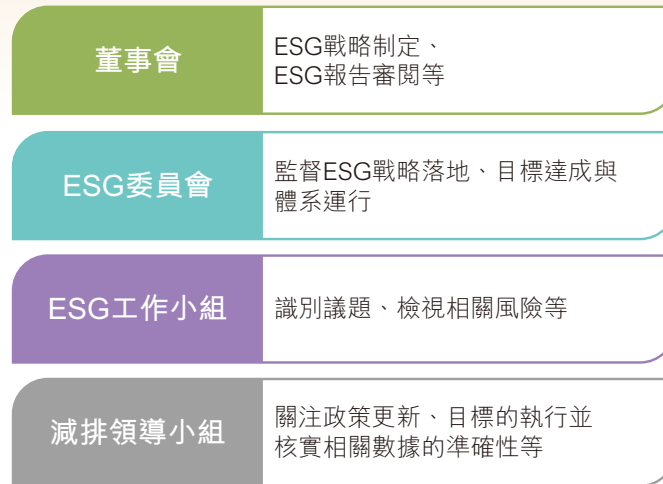 董事會
ESG戰略制定、
ESG報告審閱等
ESG委員會
監督ESG戰略落地、目標達成與
體系運行
ESG工作小組
識別議題、檢視相關風險等
減排領導小組
關注政策更新、目標的執行並
核實相關數據的準確性等